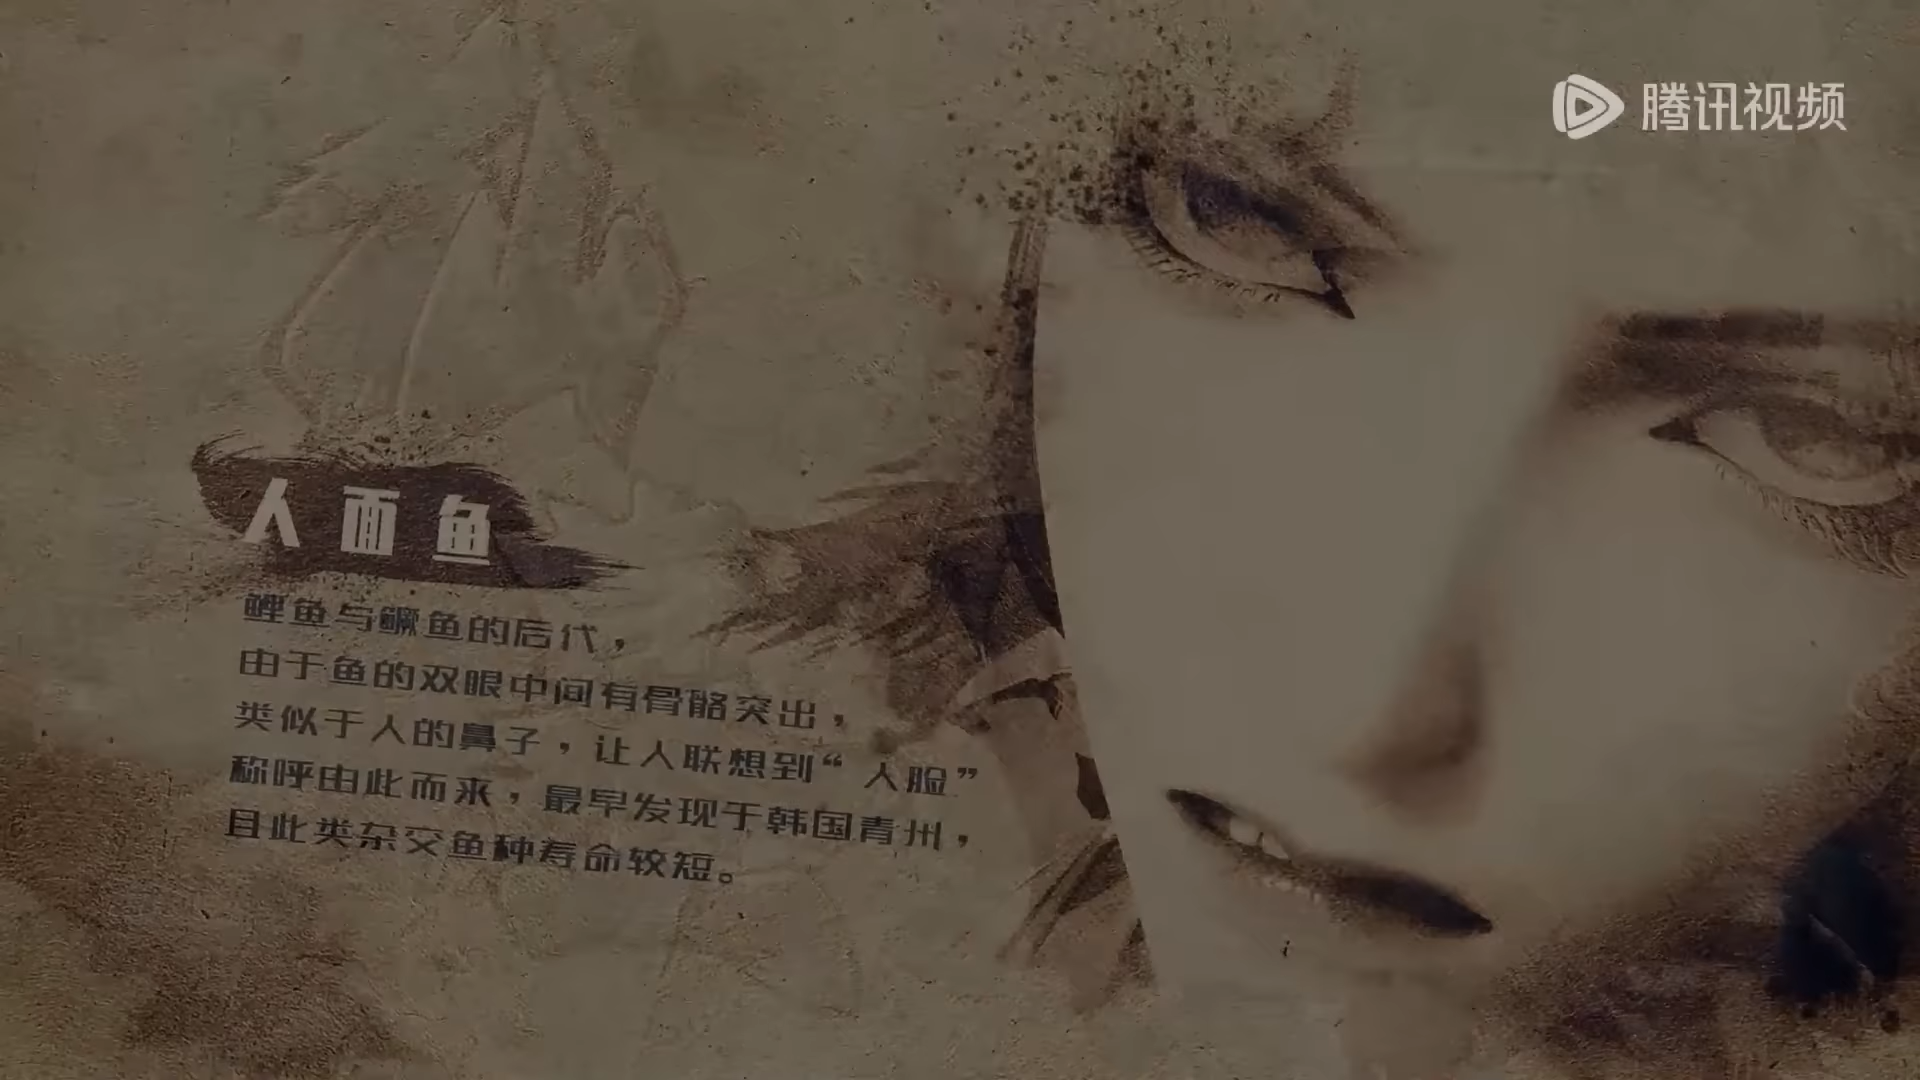 腾讯视频
人面鱼
鲤鱼与鳜鱼的后代，
由于鱼的双眼中间有骨骼突出，
类似于人的鼻子，让人联想到“人脸”
称呼由此而来，最早发现于韩国青州，
且此类杂交鱼种寿命较短。